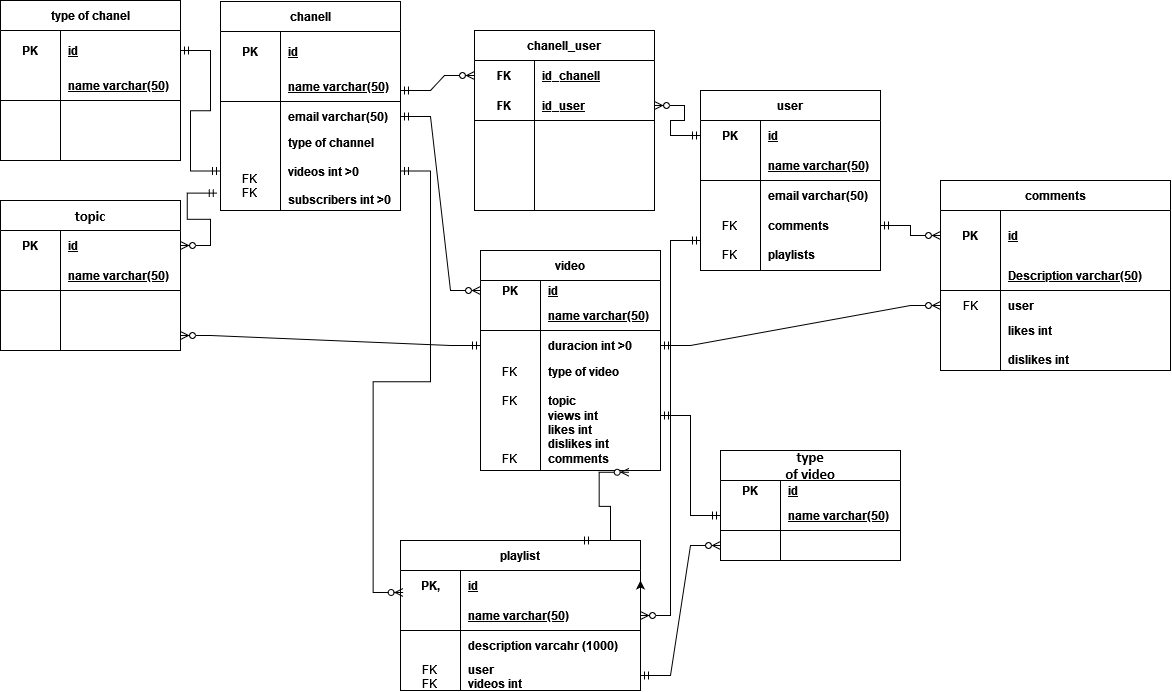 type of chanel
PK id
name varchar(50)
chanell
PK id
name varchar(50)
email varchar(50)
type of channel
videos int >0
FK
FK
subscribers int >0
chanell_user
FK id_chanell
FK id_user
user
PK id
name varchar(50)
email varchar(50)
FK comments
FK playlists
comments
PK id
Description varchar(50)
FK user
likes int
dislikes int
topic
PK id
name varchar(50)
video
PK id
name varchar(50)
duracion int >0
FK type of video
FK topic
views int
likes int
dislikes int
FK comments
type
of video
PK id
name varchar(50)
playlist
PK, id
name varchar(50)
description varcahr (1000)
FK user
FK videos int